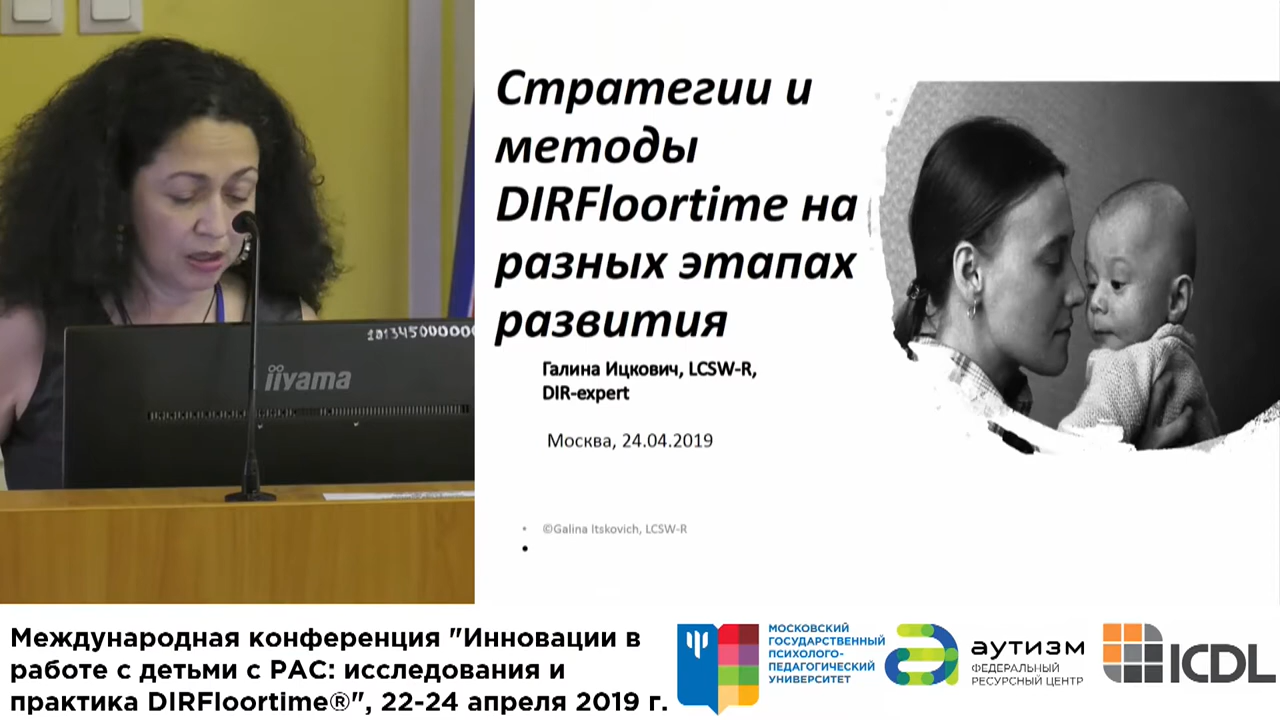 Стратегии и
методы
DIRFloortime на
разных этапах
развития
Галина Ицкович, LCSW-R,
DIR-expert
Москва, 24.04.2019
©Galina Itskovich, LCSW-R
iiyama
Международная конференция "Инновации в
работе с детьми с РАС: исследования и
практика DIRFloortime®", 22-24 апреля 2019 г.
МОСКОВСКИЙ
ГОСУДАРСТВЕННЫЙ
ПСИХОЛОГО-
ПЕДАГОГИЧЕСКИЙ
УНИВЕРСИТЕТ
аутизм
ФЕДЕРАЛЬНЫЙ
РЕСУРСНЫЙ ЦЕНТР
ICDL